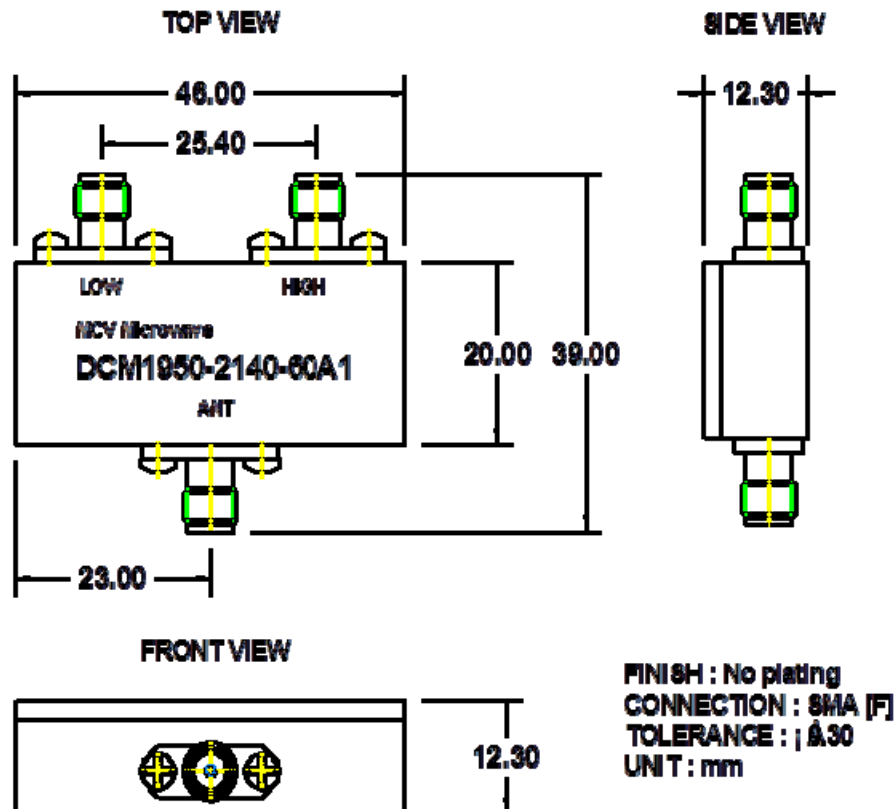 TOP VIEW
SIDE VIEW
46.00
12.30
25.40
LOW
HIGH
MCV Microwave
DCM1950-2140-60A1
ANT
20.00
39.00
23.00
FRONT VIEW
12.30
FINISH : No plating
CONNECTION : SMA [F]
TOLERANCE : ¡ À.30
UNIT : mm